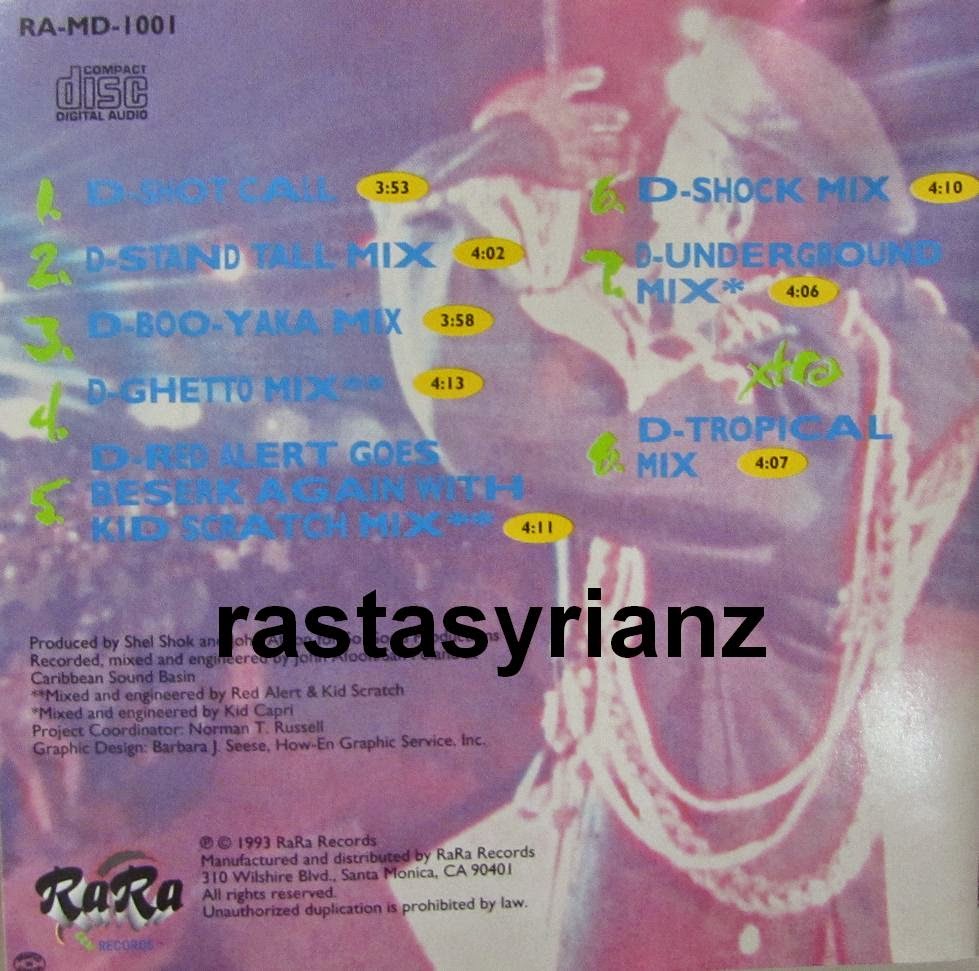 RA-MD-1001
COMPACT
disc
DIGITAL AUDIO
1. D-SHOT CALL 3:53
2. D-STAND TALL MIX 4:02
3. D-BOO-YAKA MIX 3:58
4. D-GHETTO MIX** 4:13
5. D-RED ALERT GOES
BESERK AGAIN WITH
KID SCRATCH MIX** 4:11
6. D-SHOCK MIX 4:10
7. D-UNDERGROUND
MIX* 4:06
xtra
8. D-TROPICAL
MIX 4:07
rastasyrianz
Produced by Shel Shok and Productions
Recorded, mixed and engineered by John
Caribbean Sound Basin
**Mixed and engineered by Red Alert & Kid Scratch
*Mixed and engineered by Kid Capri
Project Coordinator: Norman T. Russell
Graphic Design: Barbara J. Seese, How-En Graphic Service, Inc.
RaRa
RECORDS
℗ © 1993 RaRa Records
Manufactured and distributed by RaRa Records
310 Wilshire Blvd., Santa Monica, CA 90401
All rights reserved.
Unauthorized duplication is prohibited by law.